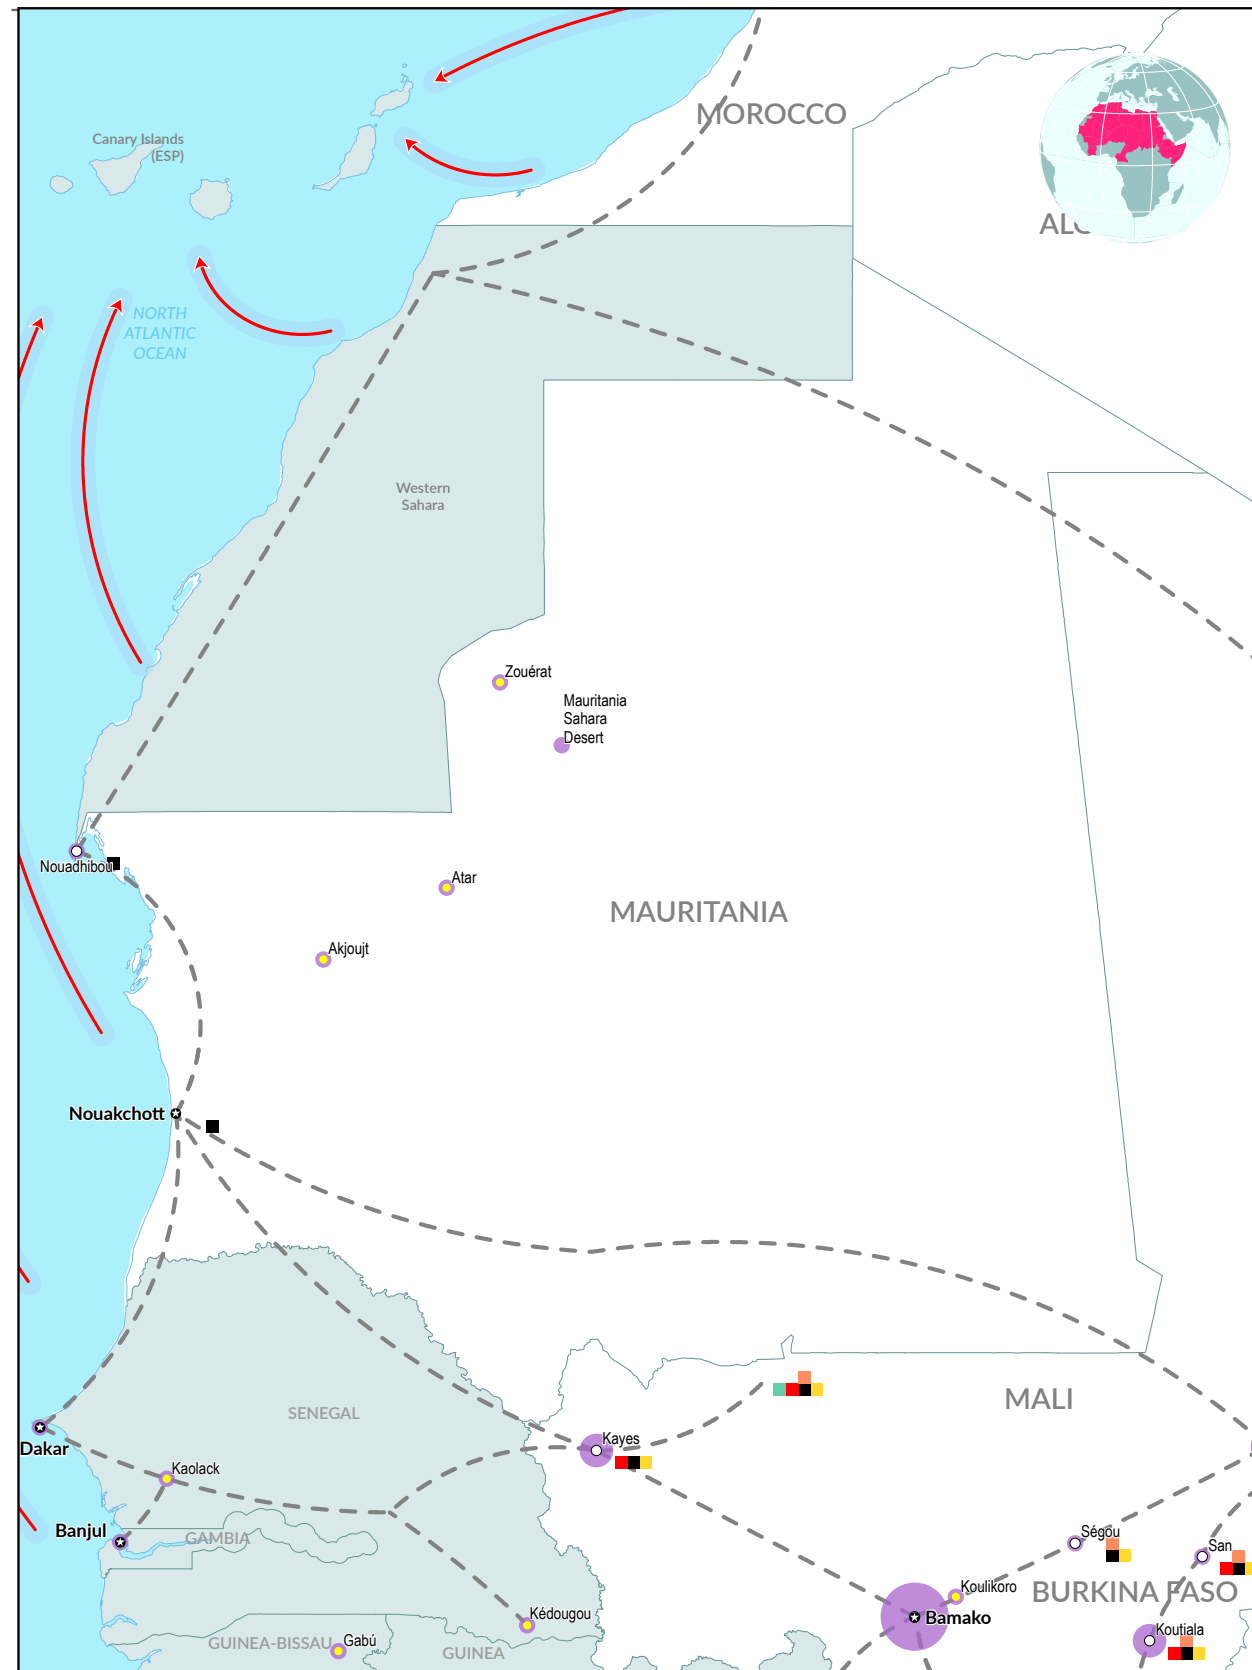 MOROCCO
Canary Islands
(ESP)
NORTH
ATLANTIC
OCEAN
Western
Sahara
Zouérat
Mauritania
Sahara
Desert
Nouadhibou
Atar
MAURITANIA
Akjoujt
Nouakchott
MALI
SENEGAL
Kayes
Dakar
Kaolack
Banjul
GAMBIA
Ségou
San
Koulikoro
BURKINA FASO
Bamako
Kédougou
Koutiala
GUINEA-BISSAU
Gabú
GUINEA